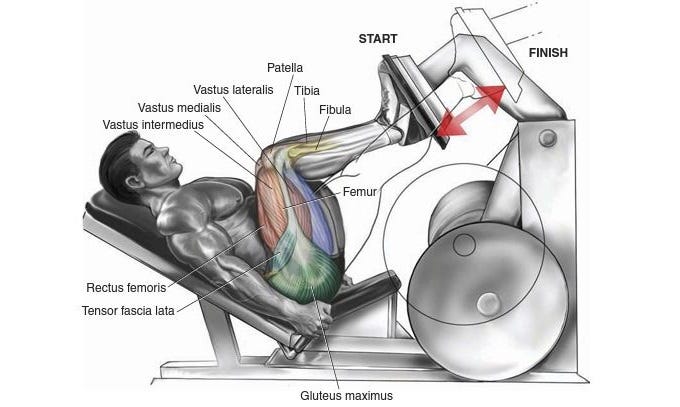 START
FINISH
Patella
Vastus lateralis
Tibia
Vastus medialis
Fibula
Vastus intermedius
Femur
Rectus femoris
Tensor fascia lata
Gluteus maximus